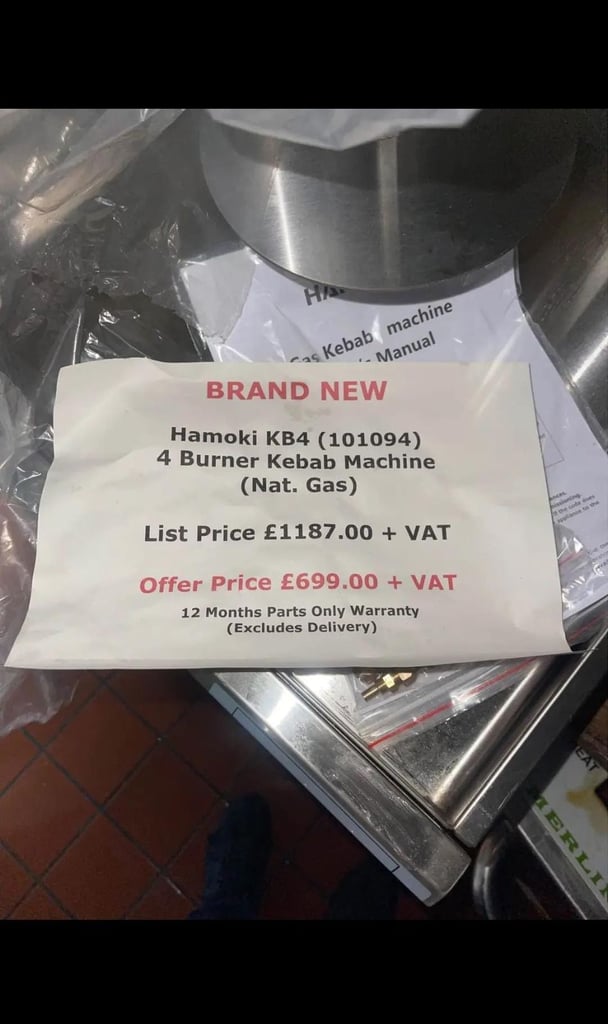 Gas Kebab machine
Manual
BRAND NEW
Hamoki KB4 (101094)
4 Burner Kebab Machine
(Nat. Gas)
List Price £1187.00 + VAT
Offer Price £699.00 + VAT
12 Months Parts Only Warranty
(Excludes Delivery)